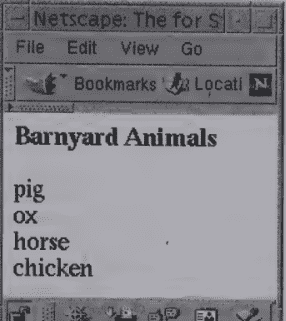 Netscape: The for S
File Edit View Go
Bookmarks Locati N
Barnyard Animals
pig
ox
horse
chicken